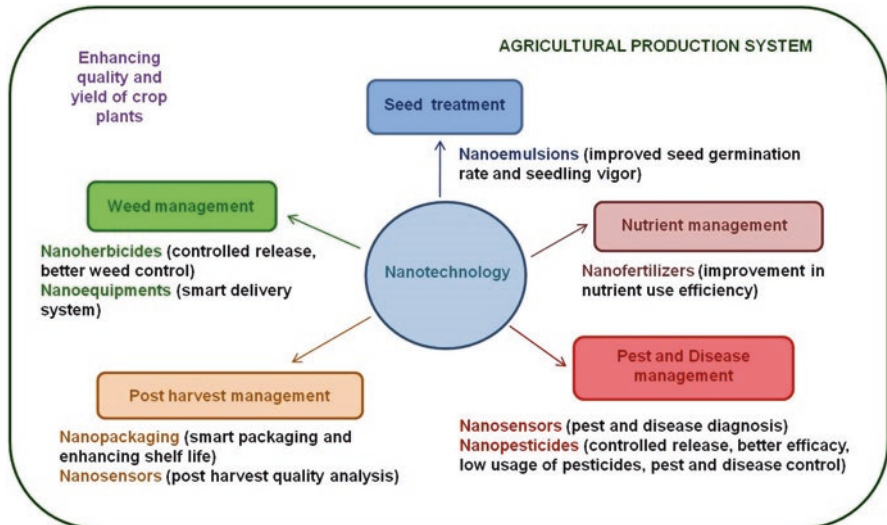 Enhancing
quality and
yield of crop
plants
AGRICULTURAL PRODUCTION SYSTEM
Seed treatment
Nanoemulsions (improved seed germination
rate and seedling vigor)
Weed management
Nanoherbicides (controlled release,
better weed control)
Nanoequipments (smart delivery
system)
Nanotechnology
Nutrient management
Nanofertilizers (improvement in
nutrient use efficiency)
Post harvest management
Nanopackaging (smart packaging and
enhancing shelf life)
Nanosensors (post harvest quality analysis)
Pest and Disease
management
Nanosensors (pest and disease diagnosis)
Nanopesticides (controlled release, better efficacy,
low usage of pesticides, pest and disease control)